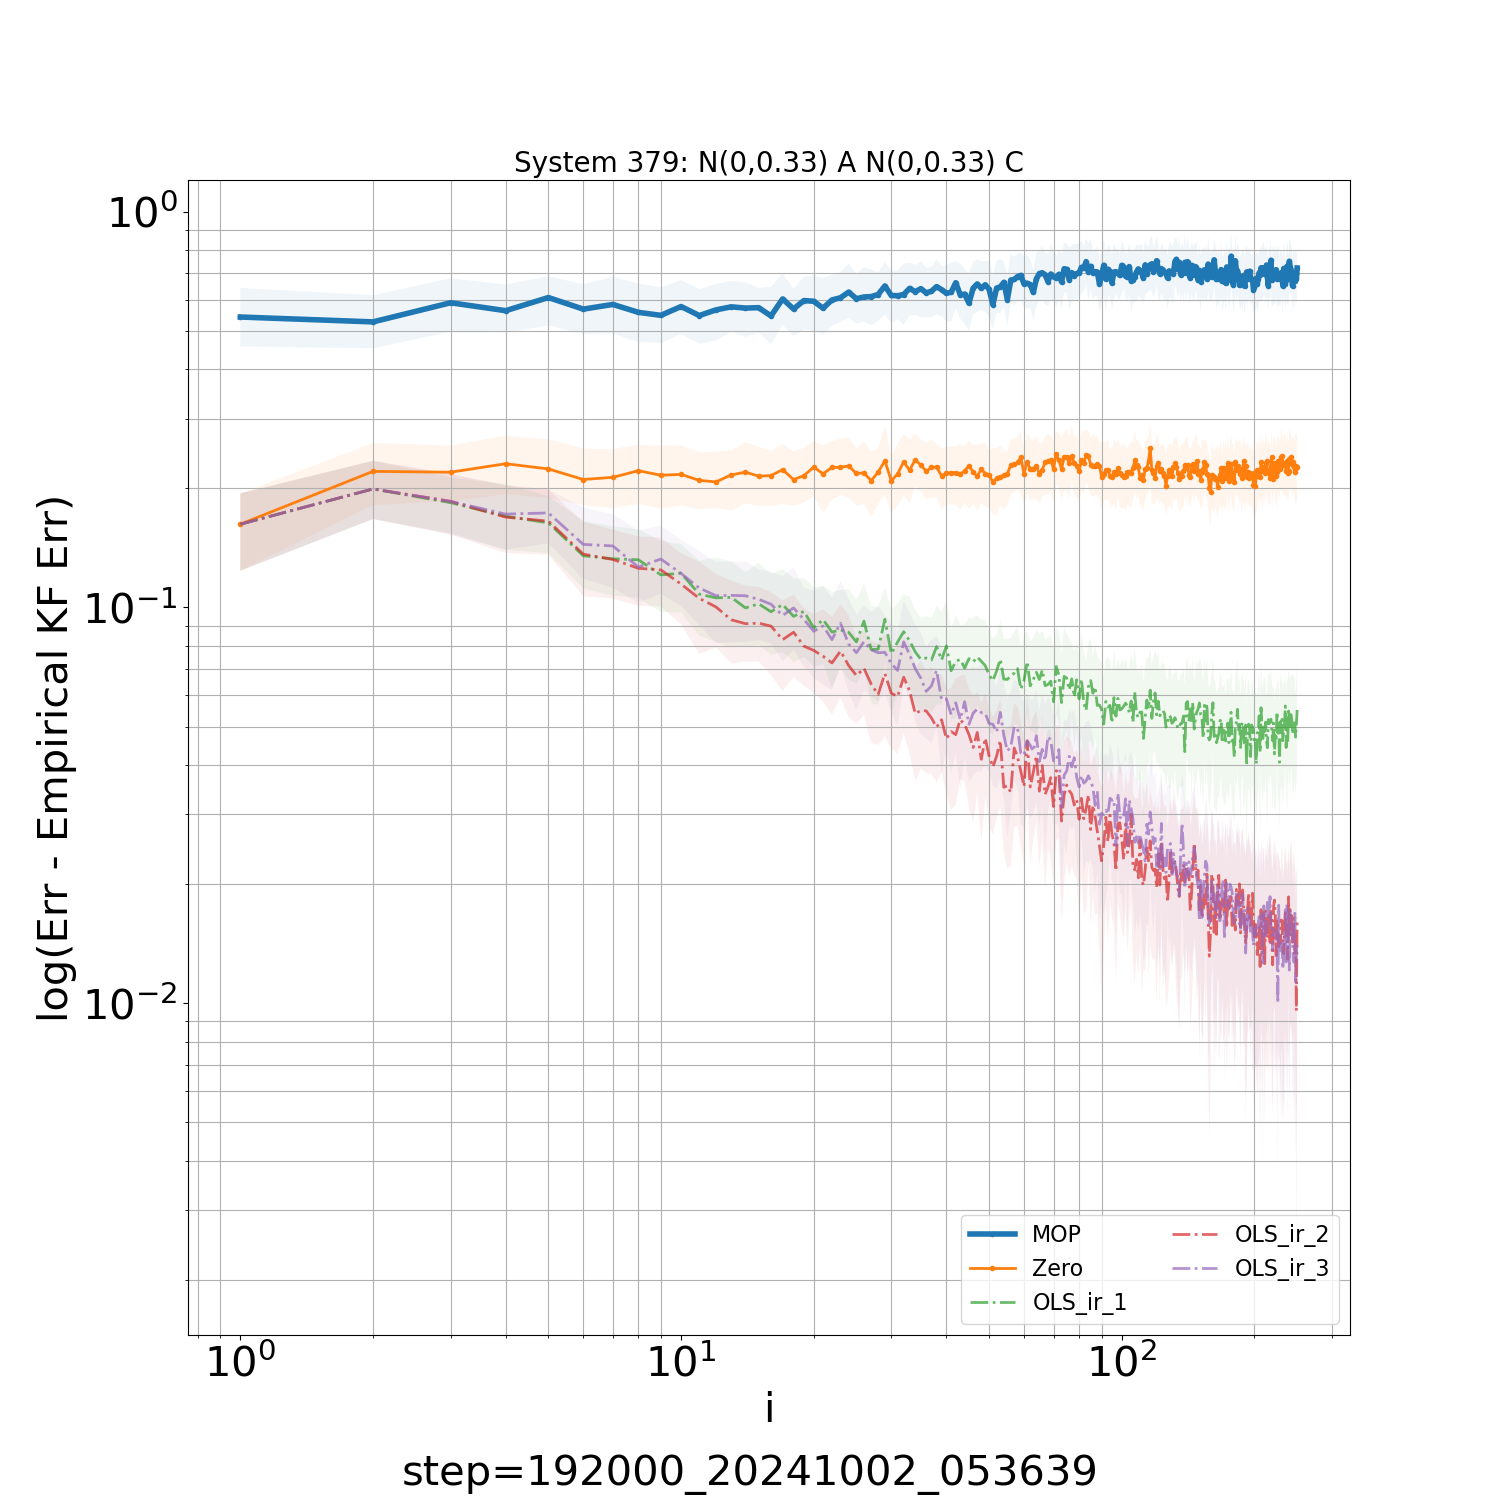 System 379: N(0,0.33) A N(0,0.33) C
log(Err - Empirical KF Err)
10⁰
10⁻¹
10⁻²
MOP
Zero
OLS_ir_1
OLS_ir_2
OLS_ir_3
10⁰ 10¹ 10²
i
step=192000_20241002_053639